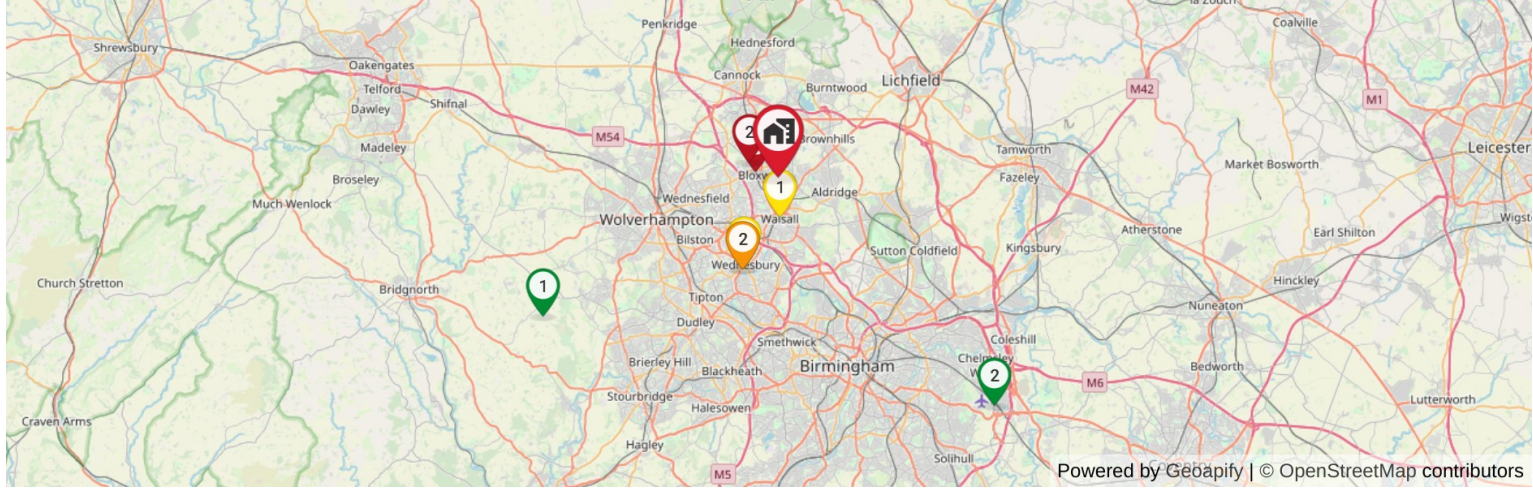 Penkridge
la Zouch
Coalville
Shrewsbury
Hednesford
Oakengates
Cannock
Lichfield
Telford
Burntwood
M42
M1
Shifnal
Dawley
2
M54
Brownhills
Madeley
Tamworth
Leicester
Market Bosworth
Broseley
Fazeley
1
Aldridge
Wednesfield
Much Wenlock
Wolverhampton
Walsall
Atherstone
Earl Shilton
2
Bilston
Sutton Coldfield
Kingsbury
Wednesbury
Church Stretton
Hinckley
1
Bridgnorth
Tipton
Nuneaton
Dudley
Smethwick
Coleshill
Brierley Hill
Birmingham
Blackheath
Bedworth
2
M6
Stourbridge
Halesowen
Lutterworth
Craven Arms
Hagley
Solihull
M5
Powered by Geoapify | © OpenStreetMap contributors